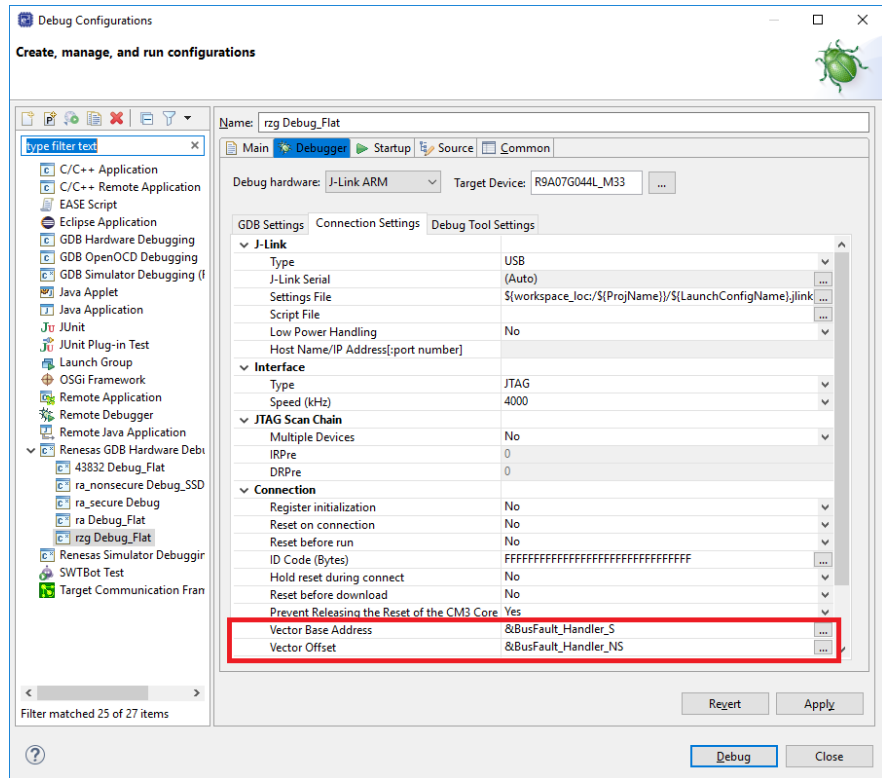 Debug Configurations
Create, manage, and run configurations
type filter text
C/C++ Application
C/C++ Remote Application
EASE Script
Eclipse Application
GDB Hardware Debugging
GDB OpenOCD Debugging
GDB Simulator Debugging (
Java Applet
Java Application
JUnit
JUnit Plug-in Test
Launch Group
OSGi Framework
Remote Application
Remote Debugger
Remote Java Application
Renesas GDB Hardware Debu
43832 Debug_Flat
ra_nonsecure Debug_SSD
ra_secure Debug
ra Debug_Flat
rzg Debug_Flat
Renesas Simulator Debuggin
SWTBot Test
Target Communication Fram
Filter matched 25 of 27 items
Name: rzg Debug_Flat
Main Debugger Startup Source Common
Debug hardware: J-Link ARM Target Device: R9A07G044L_M33 ...
GDB Settings Connection Settings Debug Tool Settings
J-Link
Type USB
J-Link Serial (Auto) ...
Settings File ${workspace_loc:/${ProjName}}/${LaunchConfigName}.jlink ...
Script File ...
Low Power Handling No
Host Name/IP Address[:port number]
Interface
Type JTAG
Speed (kHz) 4000
JTAG Scan Chain
Multiple Devices No
IRPre 0
DRPre 0
Connection
Register initialization No
Reset on connection No
Reset before run No
ID Code (Bytes) FFFFFFFFFFFFFFFFFFFFFFFFFFFFFFFF ...
Hold reset during connect No
Reset before download No
Prevent Releasing the Reset of the CM3 Core Yes
Vector Base Address &BusFault_Handler_S ...
Vector Offset &BusFault_Handler_NS ...
Revert Apply
Debug Close